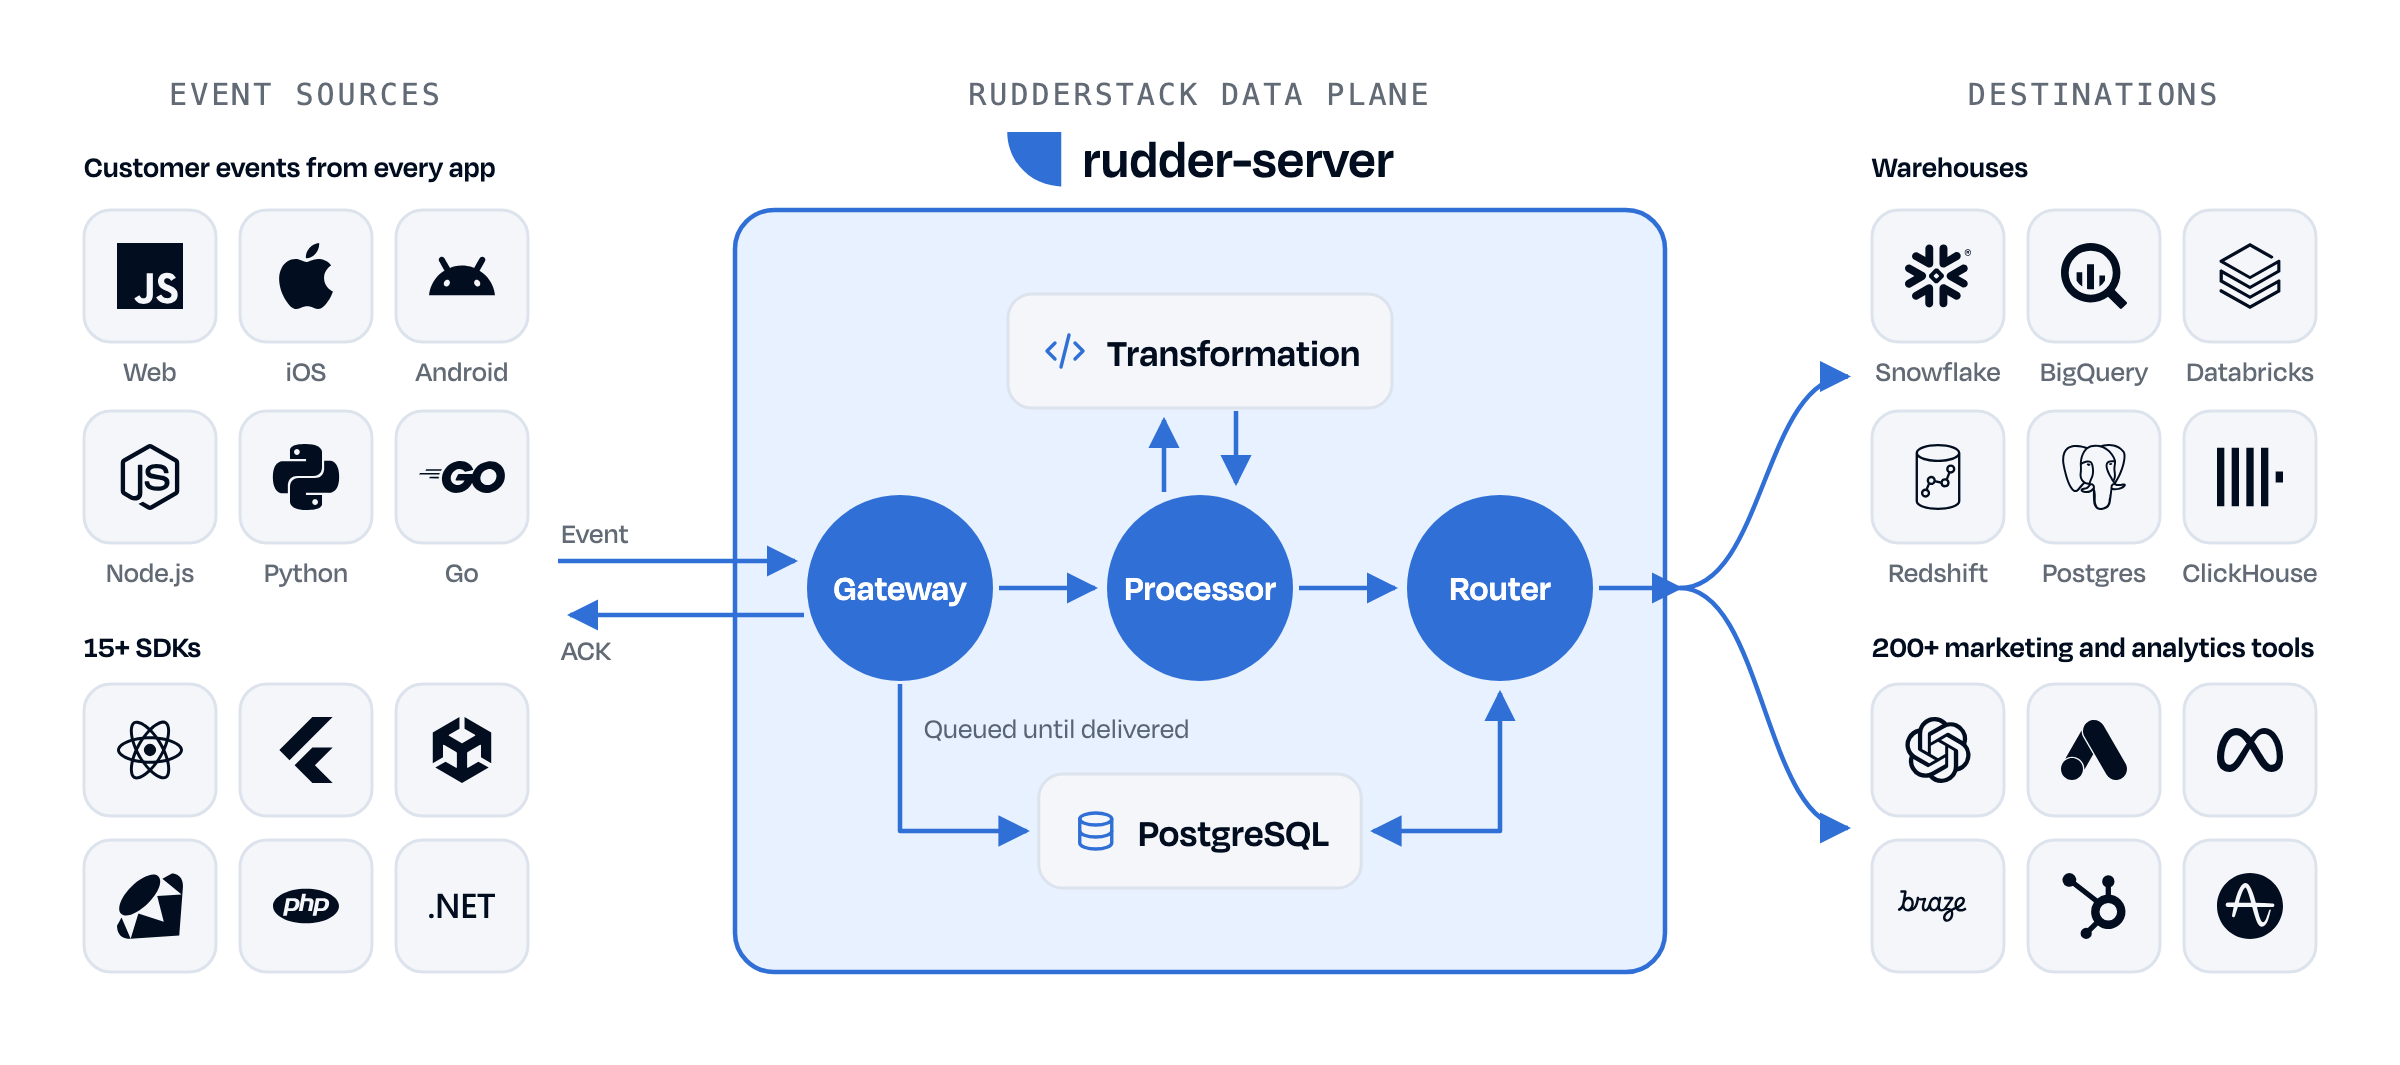 EVENT SOURCES
Customer events from every app
JS
Web
iOS
Android
JS
GO
Node.js
Python
Go
15+ SDKs
php
.NET
Event
ACK
RUDDERSTACK DATA PLANE
rudder-server
</> Transformation
Gateway
Processor
Router
Queued until delivered
PostgreSQL
DESTINATIONS
Warehouses
®
Snowflake
BigQuery
Databricks
Redshift
Postgres
ClickHouse
200+ marketing and analytics tools
braze